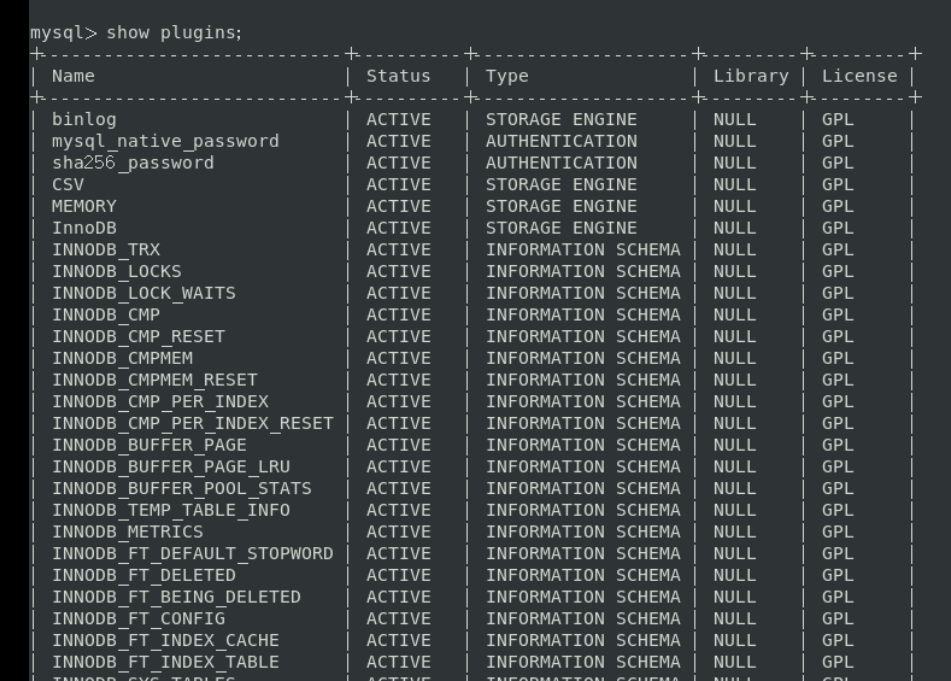 mysql> show plugins;
+----------------------------+----------+--------------------+---------+---------+
| Name                       | Status   | Type               | Library | License |
+----------------------------+----------+--------------------+---------+---------+
| binlog                     | ACTIVE   | STORAGE ENGINE     | NULL    | GPL     |
| mysql_native_password      | ACTIVE   | AUTHENTICATION     | NULL    | GPL     |
| sha256_password            | ACTIVE   | AUTHENTICATION     | NULL    | GPL     |
| CSV                        | ACTIVE   | STORAGE ENGINE     | NULL    | GPL     |
| MEMORY                     | ACTIVE   | STORAGE ENGINE     | NULL    | GPL     |
| InnoDB                     | ACTIVE   | STORAGE ENGINE     | NULL    | GPL     |
| INNODB_TRX                 | ACTIVE   | INFORMATION SCHEMA | NULL    | GPL     |
| INNODB_LOCKS               | ACTIVE   | INFORMATION SCHEMA | NULL    | GPL     |
| INNODB_LOCK_WAITS          | ACTIVE   | INFORMATION SCHEMA | NULL    | GPL     |
| INNODB_CMP                 | ACTIVE   | INFORMATION SCHEMA | NULL    | GPL     |
| INNODB_CMP_RESET           | ACTIVE   | INFORMATION SCHEMA | NULL    | GPL     |
| INNODB_CMPMEM              | ACTIVE   | INFORMATION SCHEMA | NULL    | GPL     |
| INNODB_CMPMEM_RESET        | ACTIVE   | INFORMATION SCHEMA | NULL    | GPL     |
| INNODB_CMP_PER_INDEX       | ACTIVE   | INFORMATION SCHEMA | NULL    | GPL     |
| INNODB_CMP_PER_INDEX_RESET | ACTIVE   | INFORMATION SCHEMA | NULL    | GPL     |
| INNODB_BUFFER_PAGE         | ACTIVE   | INFORMATION SCHEMA | NULL    | GPL     |
| INNODB_BUFFER_PAGE_LRU     | ACTIVE   | INFORMATION SCHEMA | NULL    | GPL     |
| INNODB_BUFFER_POOL_STATS   | ACTIVE   | INFORMATION SCHEMA | NULL    | GPL     |
| INNODB_TEMP_TABLE_INFO     | ACTIVE   | INFORMATION SCHEMA | NULL    | GPL     |
| INNODB_METRICS             | ACTIVE   | INFORMATION SCHEMA | NULL    | GPL     |
| INNODB_FT_DEFAULT_STOPWORD | ACTIVE   | INFORMATION SCHEMA | NULL    | GPL     |
| INNODB_FT_DELETED          | ACTIVE   | INFORMATION SCHEMA | NULL    | GPL     |
| INNODB_FT_BEING_DELETED    | ACTIVE   | INFORMATION SCHEMA | NULL    | GPL     |
| INNODB_FT_CONFIG           | ACTIVE   | INFORMATION SCHEMA | NULL    | GPL     |
| INNODB_FT_INDEX_CACHE      | ACTIVE   | INFORMATION SCHEMA | NULL    | GPL     |
| INNODB_FT_INDEX_TABLE      | ACTIVE   | INFORMATION SCHEMA | NULL    | GPL     |